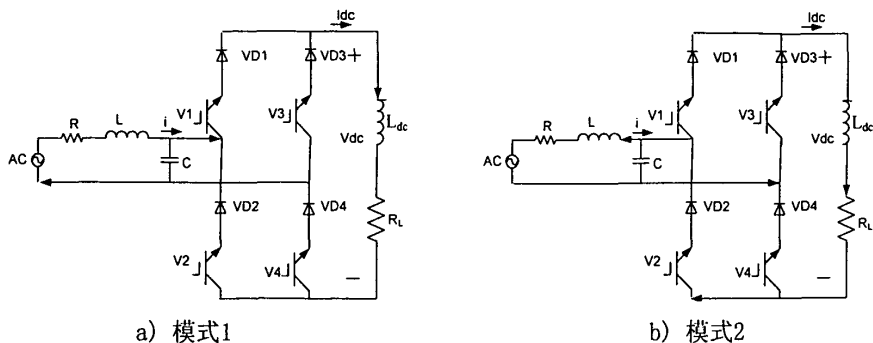 Idc
VD1
VD3
+
V1
V3
R
L
i
Vdc
Ldc
AC
C
VD2
VD4
RL
V2
V4
−
a) 模式1
Idc
VD1
VD3
+
V1
V3
R
L
i
Vdc
Ldc
AC
C
VD2
VD4
RL
V2
V4
−
b) 模式2